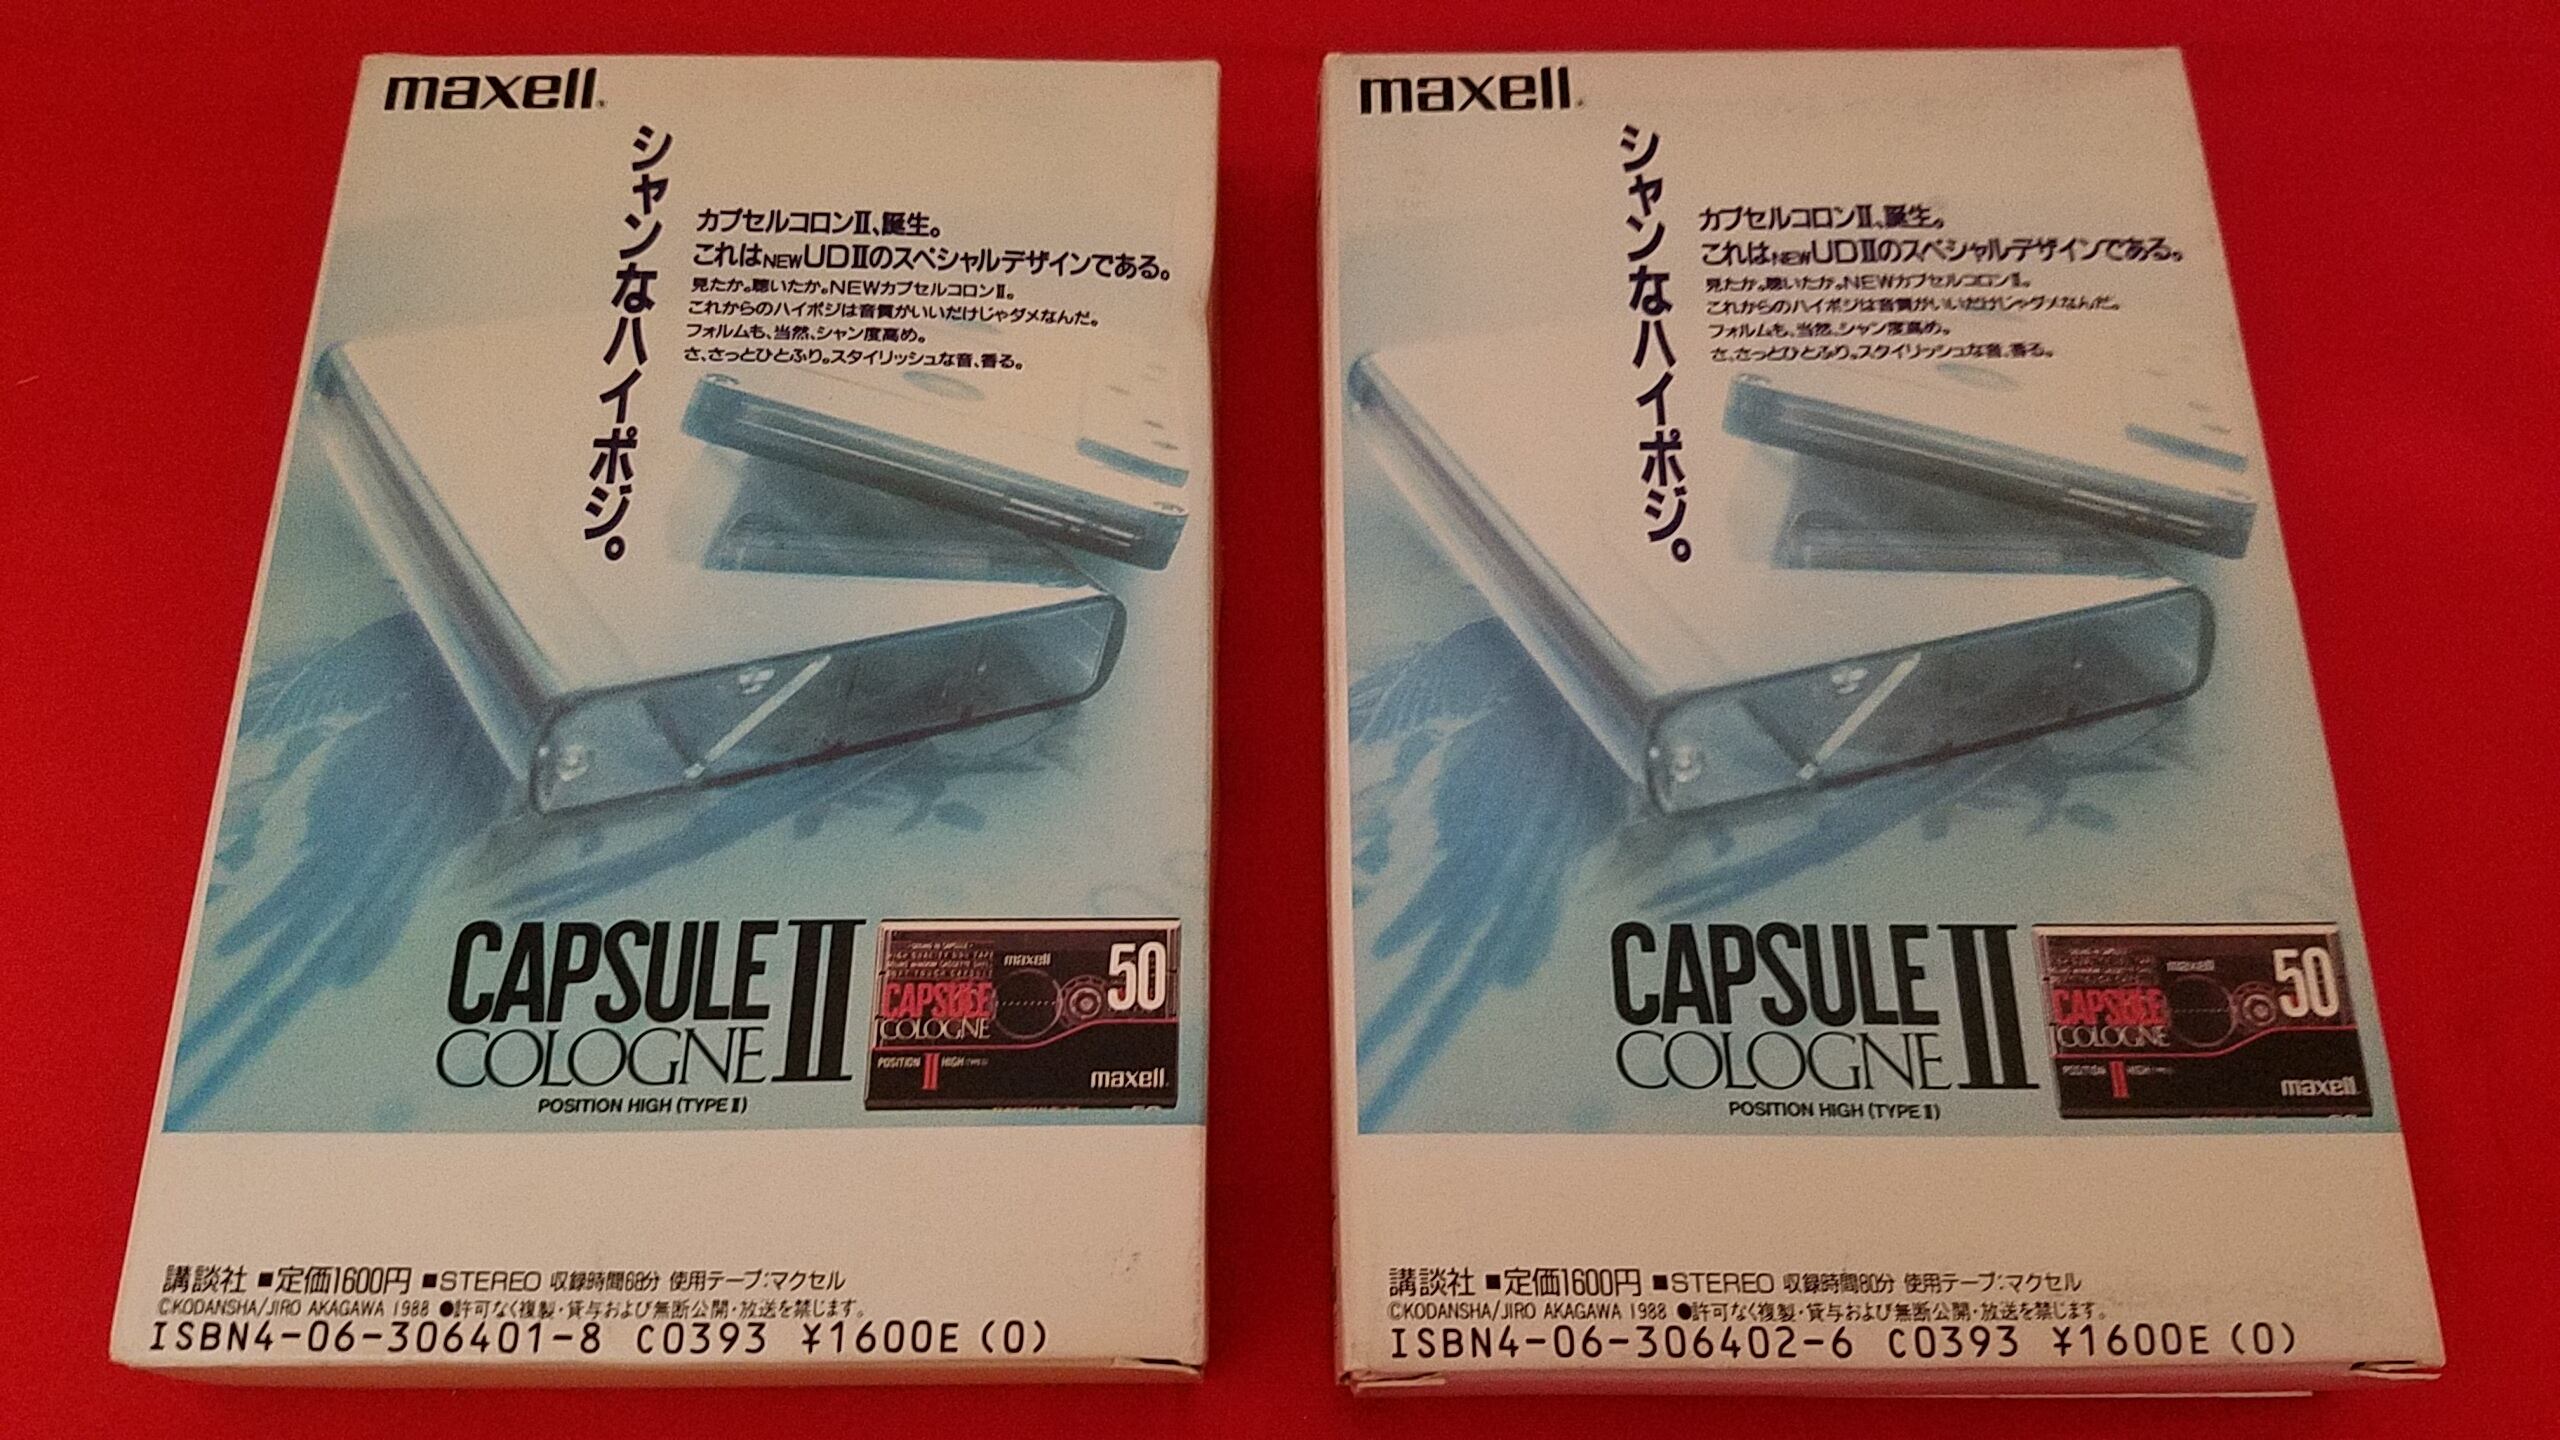 maxell
シャンなハイポジ。
カプセルコロンⅡ、誕生。
これはNEW UDⅡのスペシャルデザインである。
見たか。聴いたか。NEWカプセルコロンⅡ。
これからのハイポジは音質がいいだけじゃダメなんだ。
フォルムも、当然、シャン度高め。
さ、さっとひとふり。スタイリッシュな音、香る。
CAPSULE II
COLOGNE
POSITION HIGH (TYPE Ⅱ)
maxell
50
CAPSULE
COLOGNE
POSITION II HIGH
maxell
講談社 ■定価1600円 ■STEREO 収録時間68分 使用テープ:マクセル
©KODANSHA/JIRO AKAGAWA 1988 ●許可なく複製・貸与および無断公開・放送を禁じます。
ISBN4-06-306401-8 C0393 ¥1600E (0)
maxell
シャンなハイポジ。
カプセルコロンⅡ、誕生。
これはNEW UDⅡのスペシャルデザインである。
見たか。聴いたか。NEWカプセルコロンⅡ。
これからのハイポジは音質がいいだけじゃダメなんだ。
フォルムも、当然、シャン度高め。
さ、さっとひとふり。スタイリッシュな音、香る。
CAPSULE II
COLOGNE
POSITION HIGH (TYPE Ⅱ)
maxell
50
CAPSULE
COLOGNE
POSITION II HIGH
maxell
講談社 ■定価1600円 ■STEREO 収録時間80分 使用テープ:マクセル
©KODANSHA/JIRO AKAGAWA 1988 ●許可なく複製・貸与および無断公開・放送を禁じます。
ISBN4-06-306402-6 C0393 ¥1600E (0)